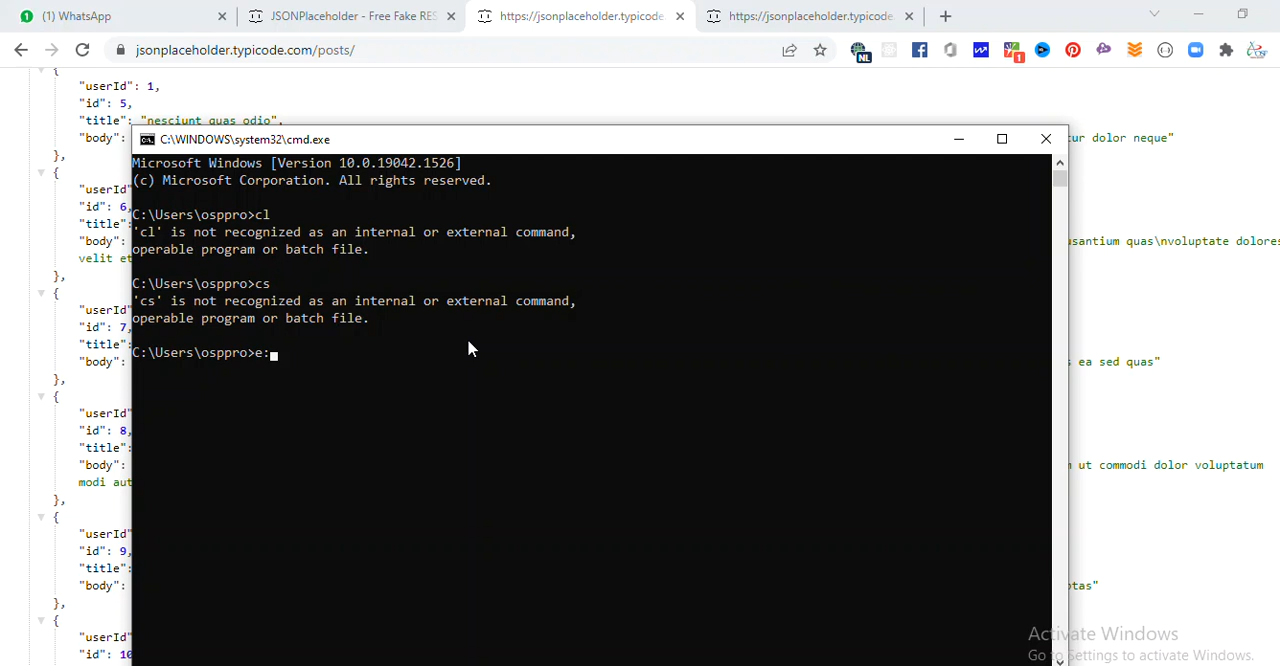 1 (1) WhatsApp
JSONPlaceholder - Free Fake RES
https://jsonplaceholder.typicode.
https://jsonplaceholder.typicode.
jsonplaceholder.typicode.com/posts/
NL
1
{
"userId": 1,
"id": 5,
"title": "nesciunt quas odio",
"body": tur dolor neque"
},
{
"userId"
"id": 6,
"title":
"body": usantium quas\nvoluptate dolores
velit et
},
{
"userId"
"id": 7,
"title":
"body": s ea sed quas"
},
{
"userId"
"id": 8,
"title":
"body": ut commodi dolor voluptatum
modi aut
},
{
"userId"
"id": 9,
"title":
"body": ptas"
},
{
"userId"
"id": 10
C:\WINDOWS\system32\cmd.exe
Microsoft Windows [Version 10.0.19042.1526]
(c) Microsoft Corporation. All rights reserved.
C:\Users\osppro>cl
'cl' is not recognized as an internal or external command,
operable program or batch file.
C:\Users\osppro>cs
'cs' is not recognized as an internal or external command,
operable program or batch file.
C:\Users\osppro>e:
Activate Windows
Go to Settings to activate Windows.